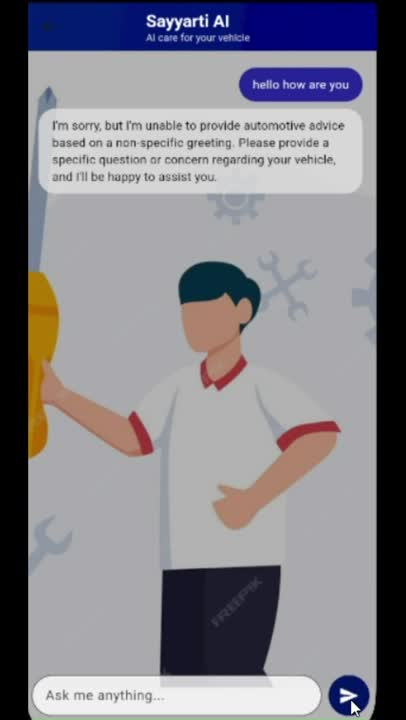 Sayyarti AI
AI care for your vehicle
hello how are you
I'm sorry, but I'm unable to provide automotive advice
based on a non-specific greeting. Please provide a
specific question or concern regarding your vehicle,
and I'll be happy to assist you.
FREEPIK
Ask me anything...